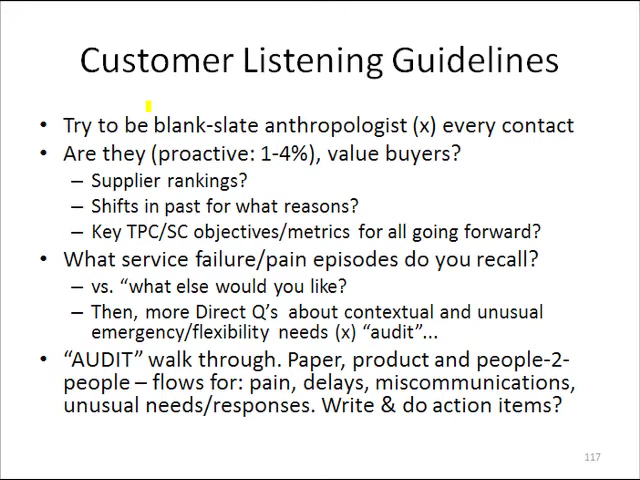 Customer Listening Guidelines
• Try to be blank-slate anthropologist (x) every contact
• Are they (proactive: 1-4%), value buyers?
– Supplier rankings?
– Shifts in past for what reasons?
– Key TPC/SC objectives/metrics for all going forward?
• What service failure/pain episodes do you recall?
– vs. “what else would you like?
– Then, more Direct Q’s about contextual and unusual
emergency/flexibility needs (x) “audit”...
• “AUDIT” walk through. Paper, product and people-2-
people – flows for: pain, delays, miscommunications,
unusual needs/responses. Write & do action items?
117